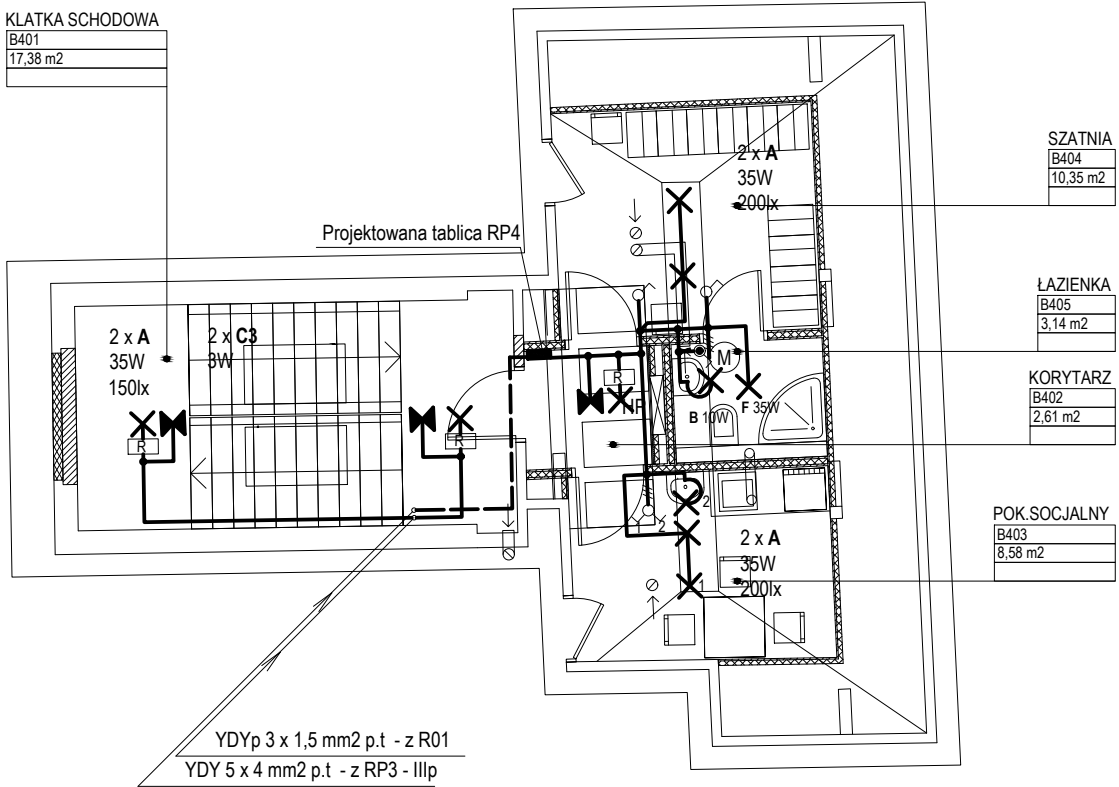 KLATKA SCHODOWA
B401
17,38 m2
SZATNIA
B404
10,35 m2
2 x A
35W
200lx
Projektowana tablica RP4
ŁAZIENKA
B405
3,14 m2
2 x A
35W
150lx
2 x C3
3W
M
R
KORYTARZ
B402
2,61 m2
HP
B 10W
F 35W
R
R
2
1
2
POK.SOCJALNY
B403
8,58 m2
2 x A
35W
200lx
1
YDYp 3 x 1,5 mm2 p.t - z R01
YDY 5 x 4 mm2 p.t - z RP3 - IIIp